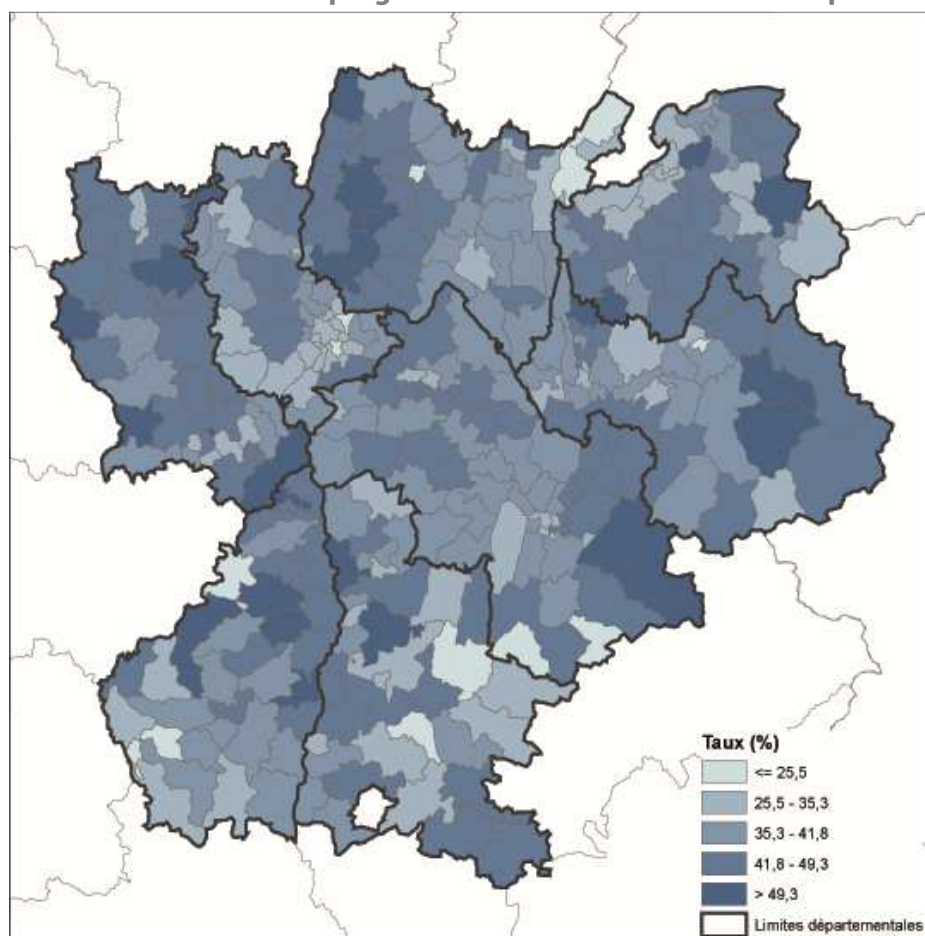 Taux (%)
<= 25,5
25,5 - 35,3
35,3 - 41,8
41,8 - 49,3
> 49,3
Limites départementales